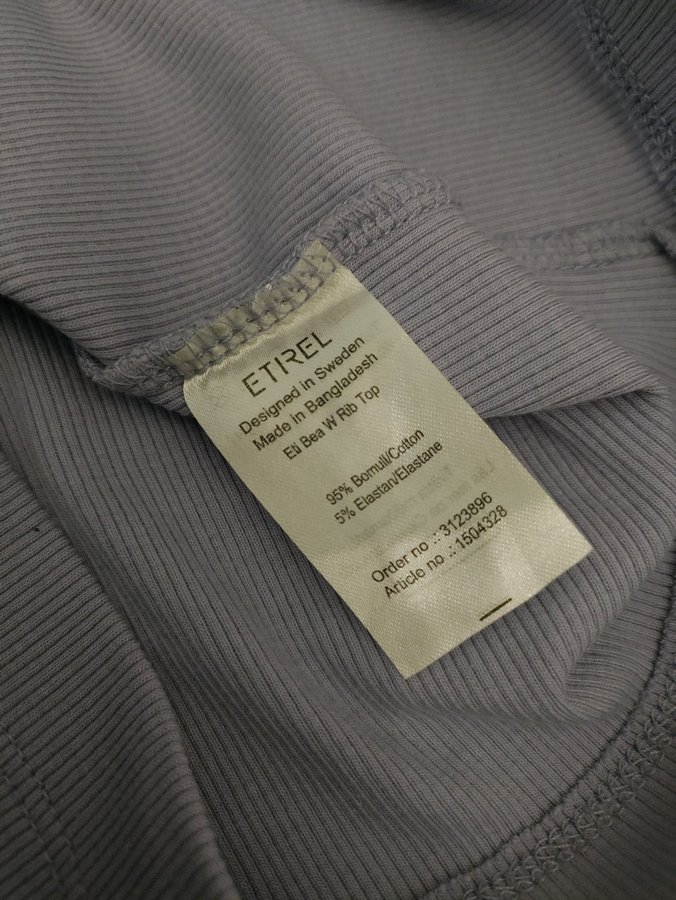 ETIREL
Designed in Sweden
Made in Bangladesh
Eti Bea W Rib Top
95% Bomull/Cotton
5% Elastan/Elastane
Order no .: 3123896
Article no .: 1504328